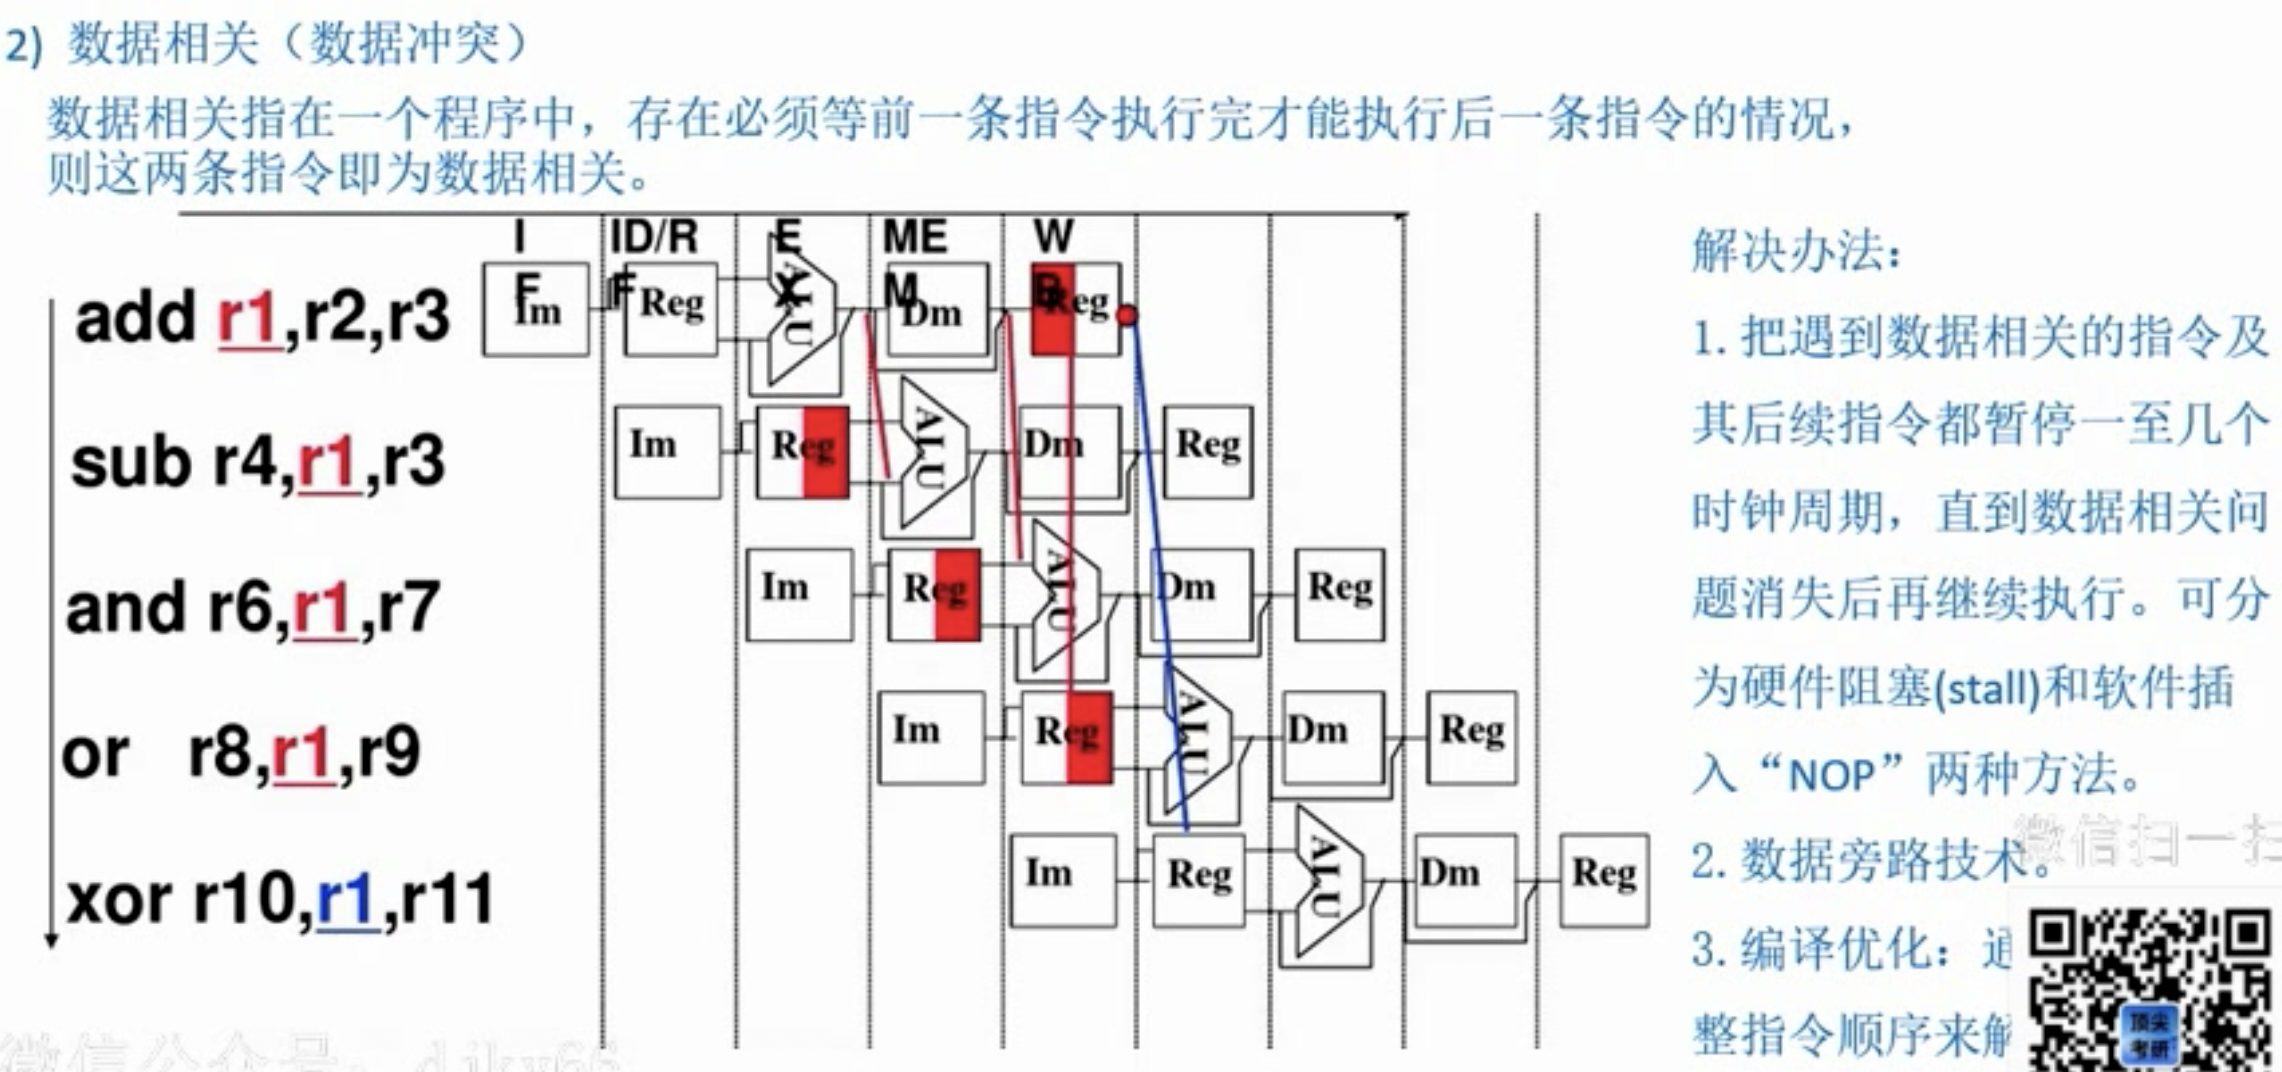 2) 数据相关（数据冲突）
数据相关指在一个程序中，存在必须等前一条指令执行完才能执行后一条指令的情况，
则这两条指令即为数据相关。
IF ID/RF EX MEM WB
add r1,r2,r3 Im Reg ALU Dm Reg
sub r4,r1,r3 Im Reg ALU Dm Reg
and r6,r1,r7 Im Reg ALU Dm Reg
or r8,r1,r9 Im Reg ALU Dm Reg
xor r10,r1,r11 Im Reg ALU Dm Reg
解决办法：
1. 把遇到数据相关的指令及
其后续指令都暂停一至几个
时钟周期，直到数据相关问
题消失后再继续执行。可分
为硬件阻塞(stall)和软件插
入“NOP”两种方法。
2. 数据旁路技术。
微信扫一扫
3. 编译优化：通
整指令顺序来解
顶尖
考研
微信公众号：djky66